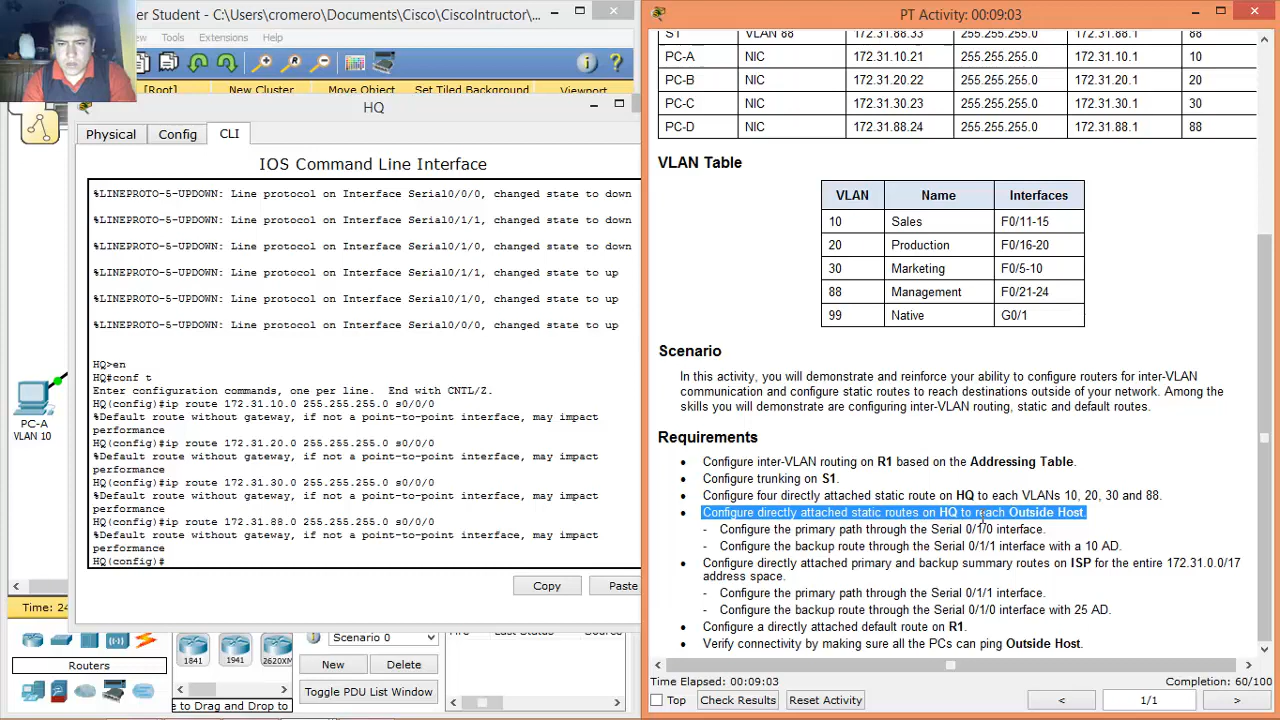 er Student - C:\Users\cromero\Documents\Cisco\CiscoIntructor\...
Tools Extensions Help
[Root] New Cluster Move Object Set Tiled Background Viewport
HQ
Physical Config CLI
IOS Command Line Interface
%LINEPROTO-5-UPDOWN: Line protocol on Interface Serial0/0/0, changed state to down
%LINEPROTO-5-UPDOWN: Line protocol on Interface Serial0/1/1, changed state to down
%LINEPROTO-5-UPDOWN: Line protocol on Interface Serial0/1/0, changed state to down
%LINEPROTO-5-UPDOWN: Line protocol on Interface Serial0/1/1, changed state to up
%LINEPROTO-5-UPDOWN: Line protocol on Interface Serial0/1/0, changed state to up
%LINEPROTO-5-UPDOWN: Line protocol on Interface Serial0/0/0, changed state to up
HQ>en
HQ#conf t
Enter configuration commands, one per line.  End with CNTL/Z.
HQ(config)#ip route 172.31.10.0 255.255.255.0 s0/0/0
%Default route without gateway, if not a point-to-point interface, may impact
performance
HQ(config)#ip route 172.31.20.0 255.255.255.0 s0/0/0
%Default route without gateway, if not a point-to-point interface, may impact
performance
HQ(config)#ip route 172.31.30.0 255.255.255.0 s0/0/0
%Default route without gateway, if not a point-to-point interface, may impact
performance
HQ(config)#ip route 172.31.88.0 255.255.255.0 s0/0/0
%Default route without gateway, if not a point-to-point interface, may impact
performance
HQ(config)#
Copy Paste
PC-A
VLAN 10
Time: 24
Routers
1841 1941 2620XM
e to Drag and Drop to
Scenario 0
New Delete
Toggle PDU List Window
Fire Last Status Source
PT Activity: 00:09:03
S1 VLAN 88 172.31.88.33 255.255.255.0 172.31.88.1 88
PC-A NIC 172.31.10.21 255.255.255.0 172.31.10.1 10
PC-B NIC 172.31.20.22 255.255.255.0 172.31.20.1 20
PC-C NIC 172.31.30.23 255.255.255.0 172.31.30.1 30
PC-D NIC 172.31.88.24 255.255.255.0 172.31.88.1 88
VLAN Table
VLAN Name Interfaces
10 Sales F0/11-15
20 Production F0/16-20
30 Marketing F0/5-10
88 Management F0/21-24
99 Native G0/1
Scenario
In this activity, you will demonstrate and reinforce your ability to configure routers for inter-VLAN
communication and configure static routes to reach destinations outside of your network. Among the
skills you will demonstrate are configuring inter-VLAN routing, static and default routes.
Requirements
• Configure inter-VLAN routing on R1 based on the Addressing Table.
• Configure trunking on S1.
• Configure four directly attached static route on HQ to each VLANs 10, 20, 30 and 88.
• Configure directly attached static routes on HQ to reach Outside Host.
- Configure the primary path through the Serial 0/1/0 interface.
- Configure the backup route through the Serial 0/1/1 interface with a 10 AD.
• Configure directly attached primary and backup summary routes on ISP for the entire 172.31.0.0/17
address space.
- Configure the primary path through the Serial 0/1/1 interface.
- Configure the backup route through the Serial 0/1/0 interface with 25 AD.
• Configure a directly attached default route on R1.
• Verify connectivity by making sure all the PCs can ping Outside Host.
Time Elapsed: 00:09:03 Completion: 60/100
Top Check Results Reset Activity < 1/1 >